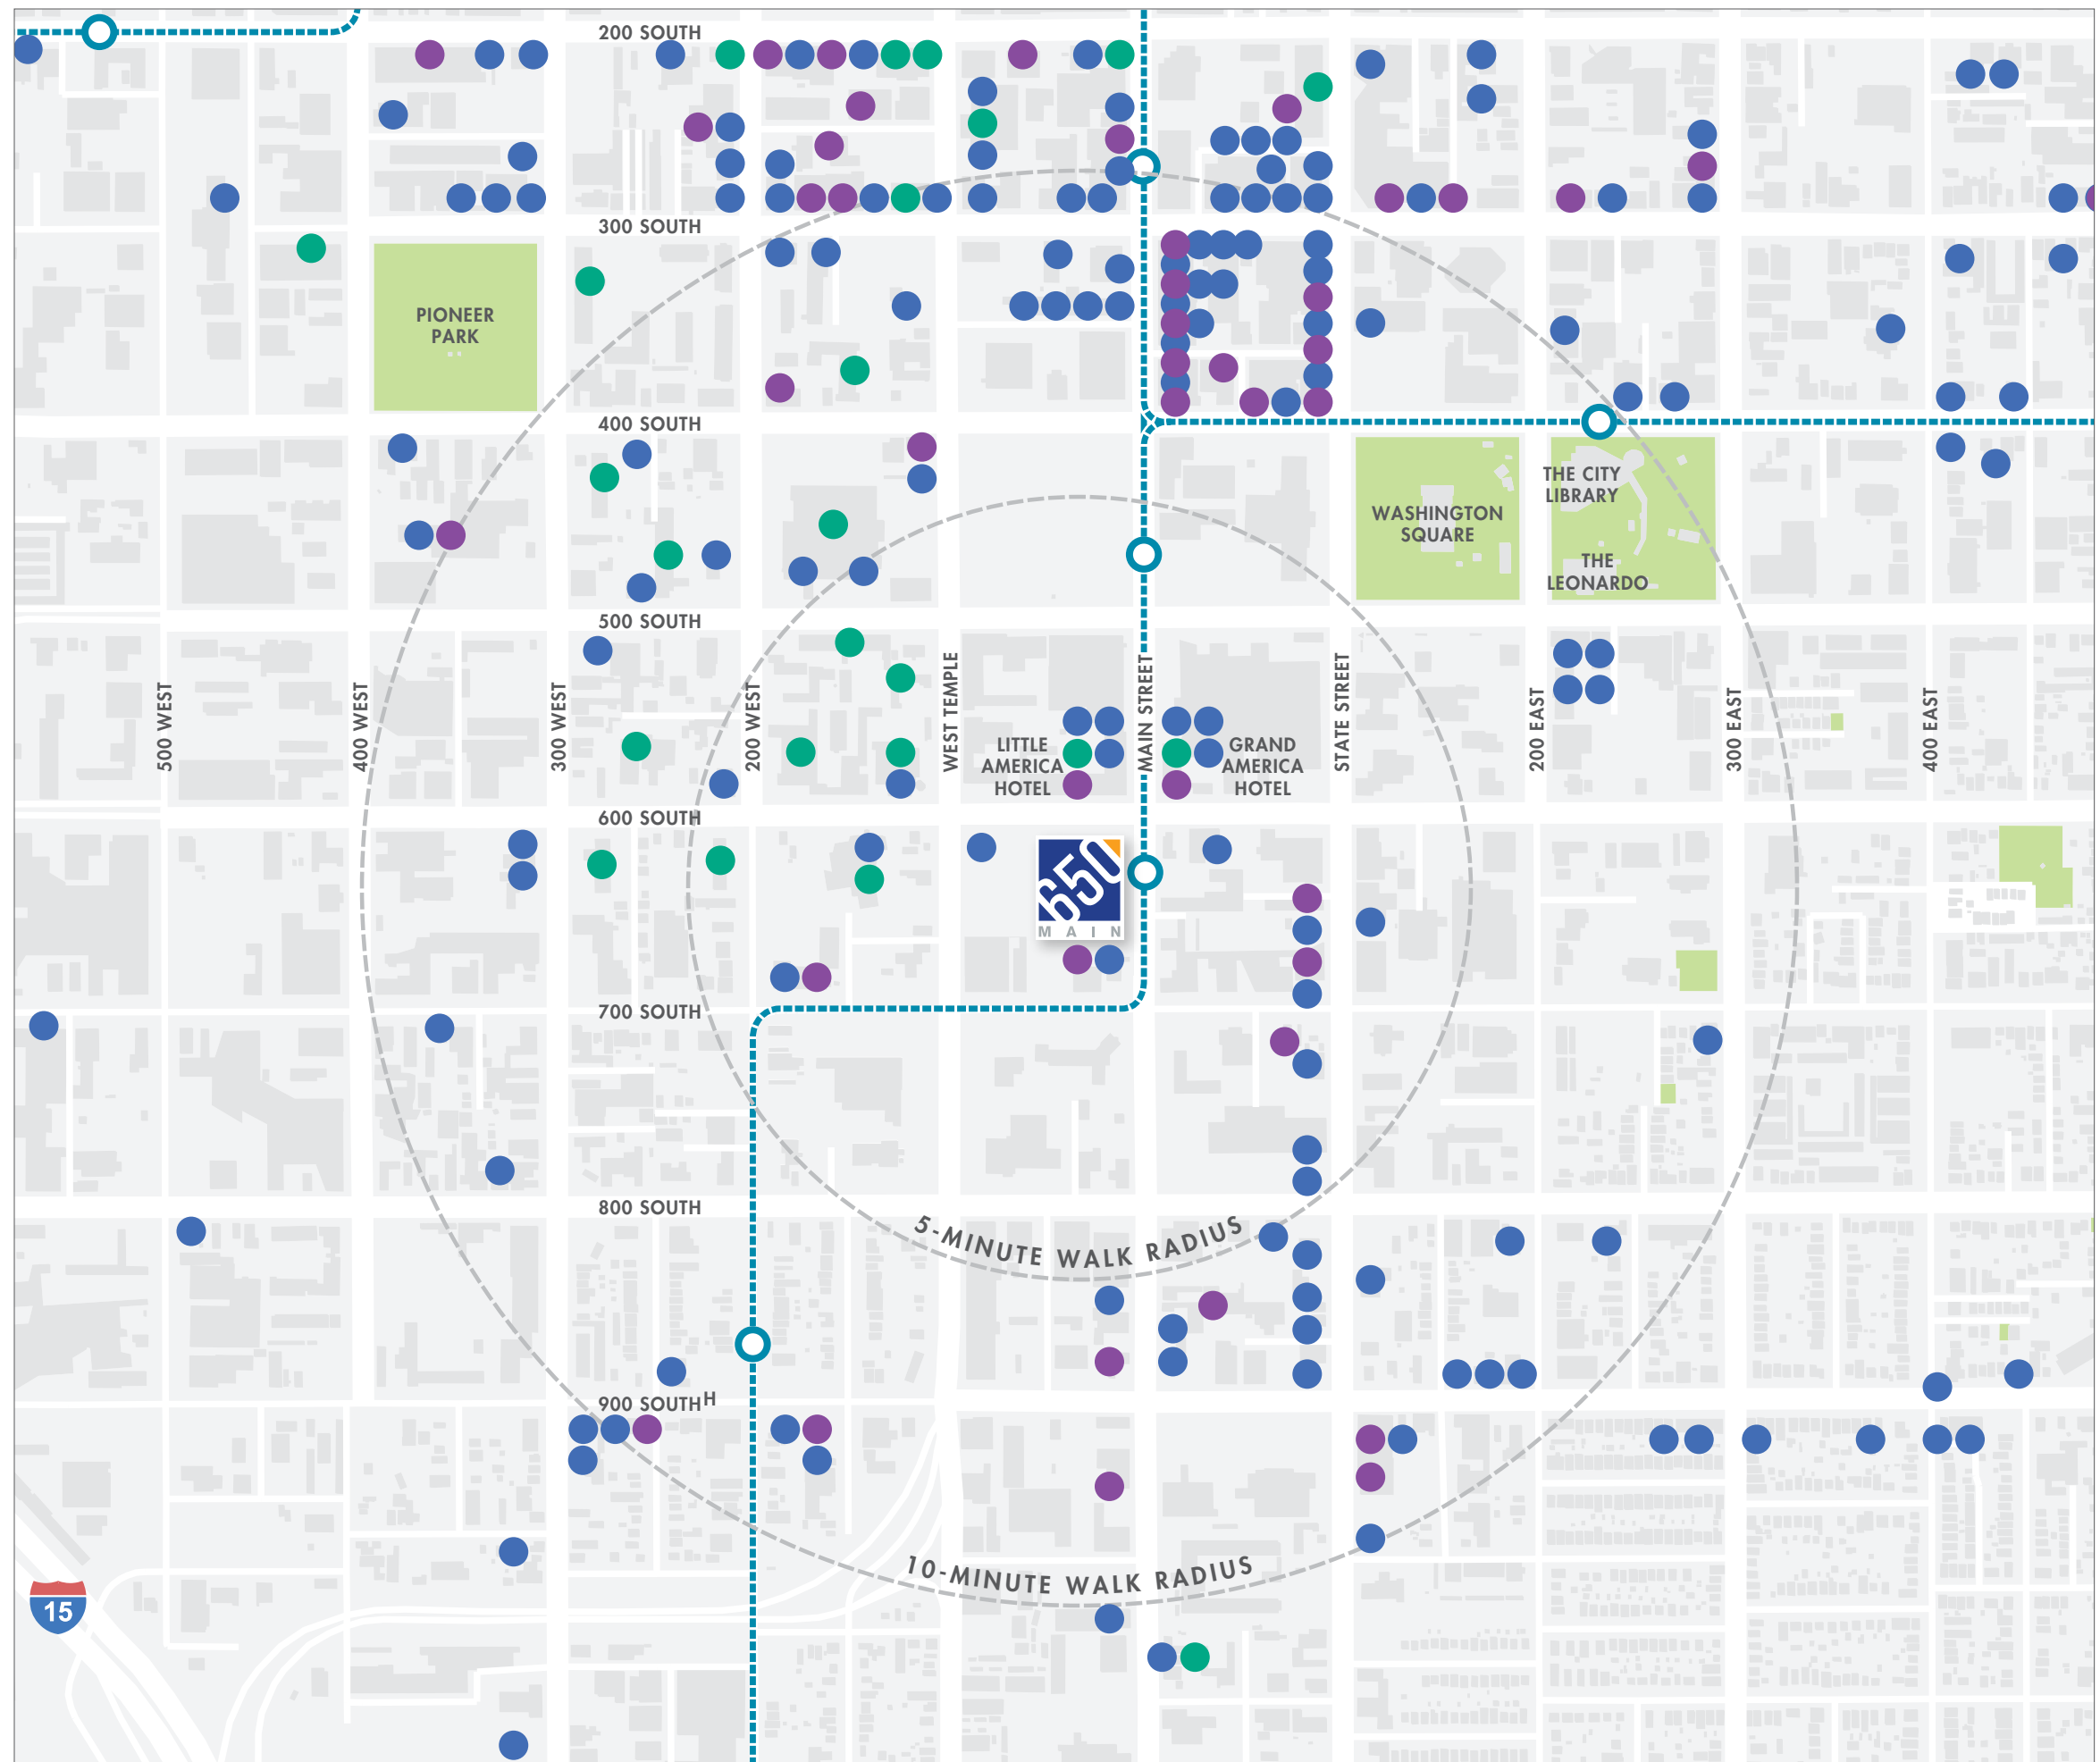 200 SOUTH
300 SOUTH
PIONEER
PARK
400 SOUTH
THE CITY
LIBRARY
WASHINGTON
SQUARE
THE
LEONARDO
500 SOUTH
500 WEST
400 WEST
300 WEST
200 WEST
WEST TEMPLE
MAIN STREET
STATE STREET
200 EAST
300 EAST
400 EAST
LITTLE
AMERICA
HOTEL
GRAND
AMERICA
HOTEL
600 SOUTH
650
MAIN
700 SOUTH
800 SOUTH
5-MINUTE WALK RADIUS
900 SOUTHH
10-MINUTE WALK RADIUS
15